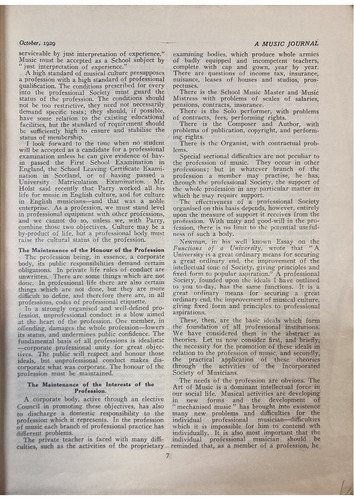 October, 1929
A MUSIC JOURNAL
serviceable by just interpretation of experience."
Music must be accepted as a School subject by
"just interpretation of experience."
A high standard of musical culture presupposes
a profession with a high standard of professional
qualification. The conditions prescribed for entry
into the professional Society must guard the
status of the profession. The conditions should
not be too restrictive, they need not necessarily
demand specific tests; they should, if possible,
have some relation to the existing educational
facilities, but the standard of requirement should
be sufficiently high to ensure and stabilise the
status of membership.
I look forward to the time when no student
will be accepted as a candidate for a professional
examination unless he can give evidence of hav-
ing passed the First School Examination in
England, the School Leaving Certificate Exami-
nation in Scotland, or of having passed a
University Matriculation Examination. Mr.
Holst said recently that Parry worked all his
life for music in English culture, and for culture
in English musicians—and that was a noble
enterprise. As a profession, we must stand level
in professional equipment with other professions,
and we cannot do so, unless we, with Parry,
combine those two objectives. Culture may be a
by-product of life, but a professional body must
raise the cultural status of the profession.
The Maintenance of the Honour of the Profession
The profession being, in essence, a corporate
body, its public responsibilities demand certain
obligations. In private life rules of conduct are
unwritten. There are some things which are not
done. In professional life there are also certain
things which are not done, but they are more
difficult to define, and therefore there are, in all
professions, codes of professional etiquette.
In a strongly organised and well-defined pro-
fession, unprofessional conduct is a blow aimed
at the heart of the profession. One member, in
offending, damages the whole profession—lowers
its status, and undermines public confidence. The
fundamental basis of all professions is idealistic
—corporate professional unity for great objec-
tives. The public will respect and honour those
ideals, but unprofessional conduct makes dis-
corporate what was corporate. The honour of the
profession must be maintained.
The Maintenance of the Interests of the
Profession.
A corporate body, active through an elective
Council in promoting these objectives, has also
to discharge a domestic responsibility to the
profession which it represents. In the profession
of music each branch of professional practice has
different problems.
The private teacher is faced with many diffi-
culties, such as the activities of the proprietary
examining bodies, which produce whole armies
of badly equipped and incompetent teachers,
complete with cap and gown, year by year.
There are questions of income tax, insurance,
nuisance, leases of houses and studios, pros-
pectuses.
There is the School Music Master and Music
Mistress with problems of scales of salaries,
pensions, contracts, insurance.
There is the Solo performer, with problems
of contracts, fees, performing rights.
There is the Composer and Author, with
problems of publication, copyright, and perform-
ing rights.
There is the Organist, with contractual prob-
lems.
Special sectional difficulties are not peculiar to
the profession of music. They occur in other
professions; but in whatever branch of the
profession a member may practise, he has,
through the professional Society, the support of
the whole profession in any particular matter in
which he may require support.
The effectiveness of a professional Society
organised on this basis depends, however, entirely
upon the measure of support it receives from the
profession. With unity and good-will in the pro-
fession, there is no limit to the potential useful-
ness of such a body.
Newman, in his well known Essay on the
Functions of a University, wrote that "A
University is a great ordinary means for securing
a great ordinary end, the improvement of the
intellectual tone of Society, giving principles and
fixed form to popular aspiration." A professional
Society, founded upon the ideals I have outlined
to you to-day, has the same functions. It is a
great ordinary means for securing a great
ordinary end, the improvement of musical culture,
giving fixed form and principles to professional
aspirations.
These, then, are the basic ideals which form
the foundation of all professional institutions.
We have considered them in the abstract as
theories. Let us now consider first, and briefly,
the necessity for the promotion of these ideals in
relation to the profession of music, and secondly,
the practical application of these theories
through the activities of the Incorporated
Society of Musicians.
The needs of the profession are obvious. The
Art of Music is a dominant intellectual force in
our social life. Musical activities are developing
in new forms and the development of
"mechanised music" has brought into existence
many new problems and difficulties for the
individual professional musician—difficulties
which it is impossible for him to contend with
individually. It is also most important that the
individual professional musician should be
reminded that, as a member of a profession, he
7